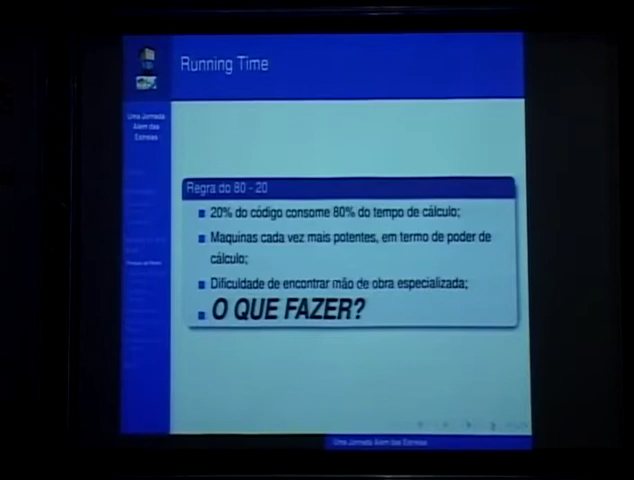 Running Time
Uma Jornada
Além das
Estrelas
Regra do 80 - 20
20% do código consome 80% do tempo de cálculo;
Maquinas cada vez mais potentes, em termo de poder de
cálculo;
Dificuldade de encontrar mão de obra especializada;
O QUE FAZER?
Uma Jornada Além das Estrelas